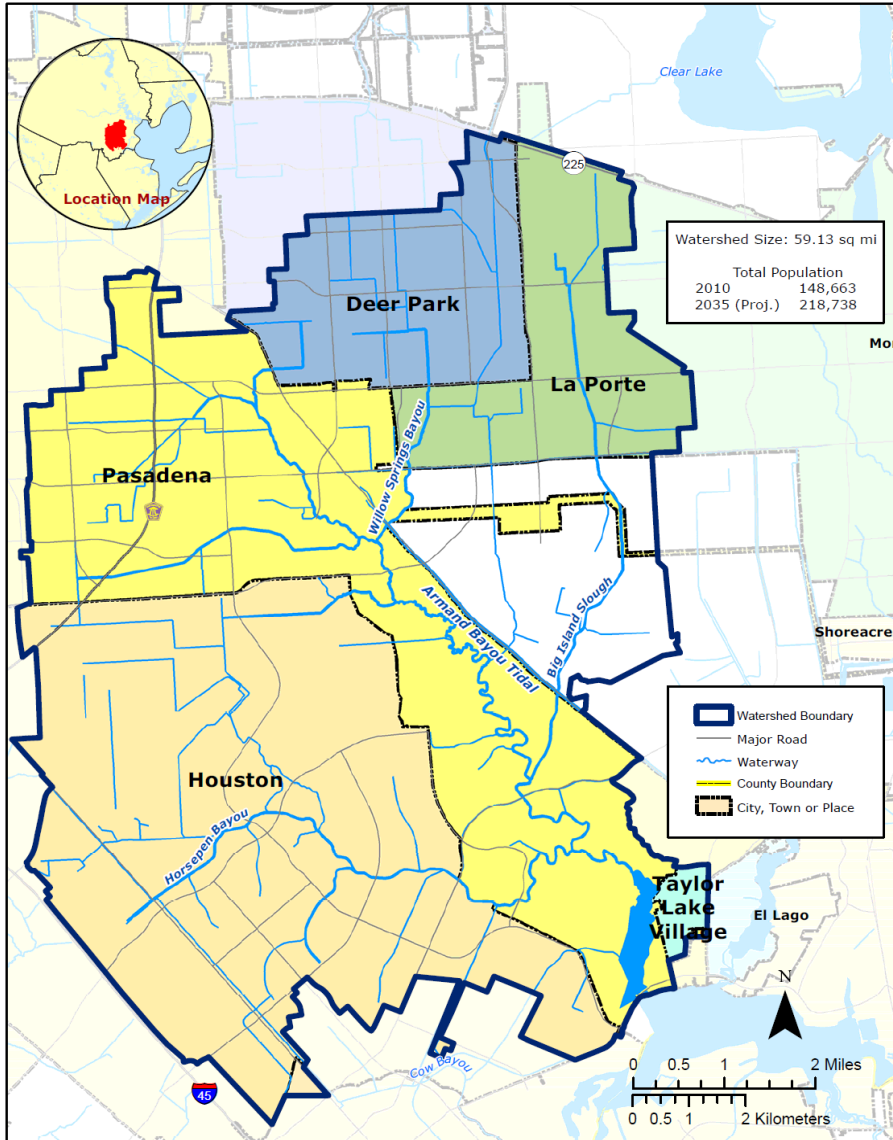 Clear Lake
225
Location Map
Watershed Size: 59.13 sq mi
Total Population
2010 148,663
2035 (Proj.) 218,738
Deer Park
Mor
La Porte
Willow Springs Bayou
Pasadena
Armand Bayou Tidal
Big Island Slough
Shoreacre
Watershed Boundary
Major Road
Waterway
County Boundary
City, Town or Place
Houston
Horsepen Bayou
Taylor
Lake
Village
El Lago
N
0 0.5 1 2 Miles
0 0.5 1 2 Kilometers
Cow Bayou
45